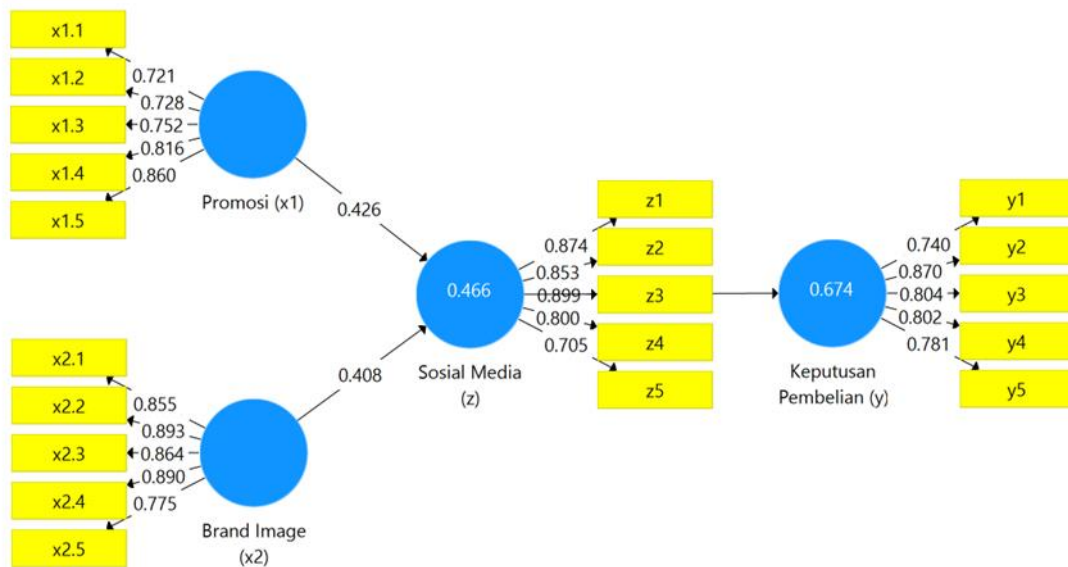 x1.1
x1.2
x1.3
x1.4
x1.5
0.721
0.728
0.752
0.816
0.860
Promosi (x1)
0.426
x2.1
x2.2
x2.3
x2.4
x2.5
0.855
0.893
0.864
0.890
0.775
Brand Image
(x2)
0.408
0.466
Sosial Media
(z)
0.874
0.853
0.899
0.800
0.705
z1
z2
z3
z4
z5
0.674
Keputusan
Pembelian (y)
0.740
0.870
0.804
0.802
0.781
y1
y2
y3
y4
y5